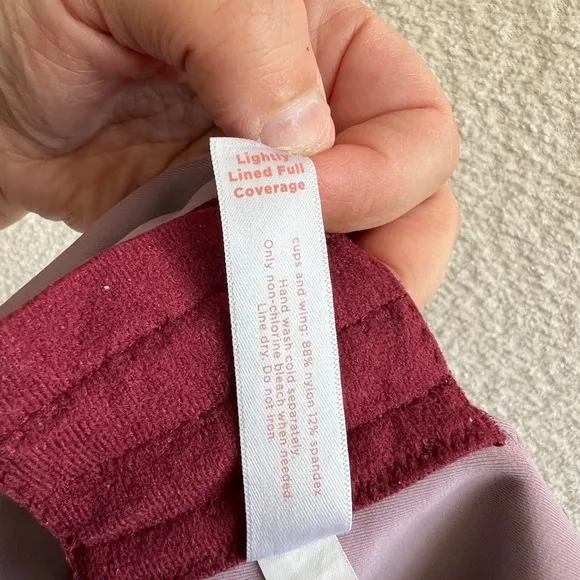 Lightly
Lined Full
Coverage
cups and wing: 88% nylon 12% spandex
Hand wash cold separately
Only non-chlorine bleach when needed
Line dry. Do not iron